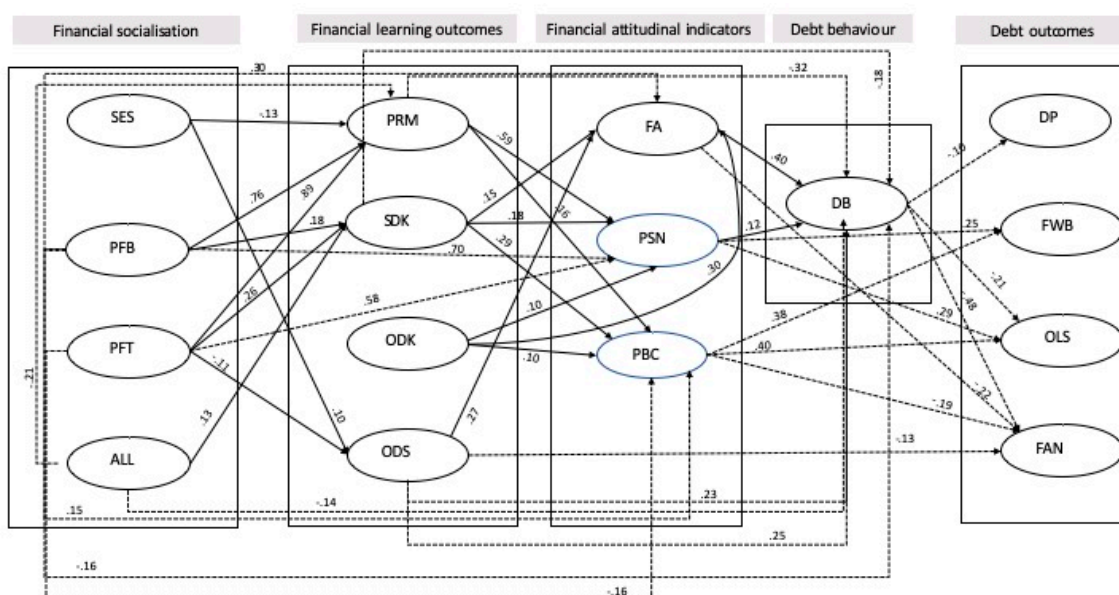 Financial socialisation
Financial learning outcomes
Financial attitudinal indicators
Debt behaviour
Debt outcomes
.30
-.32
-.18
SES
-.13
PRM
FA
DP
.59
.40
-.10
.76
.89
.15
.16
DB
PFB
.18
SDK
.18
PSN
.12
.25
FWB
.70
.29
.30
-.21
.26
.58
-.48
.10
.38
.29
PFT
ODK
PBC
.40
OLS
-.11
.10
-.21
-.22
.13
.10
.27
-.19
ALL
ODS
-.13
FAN
-.14
.23
.15
.25
-.16
-.16